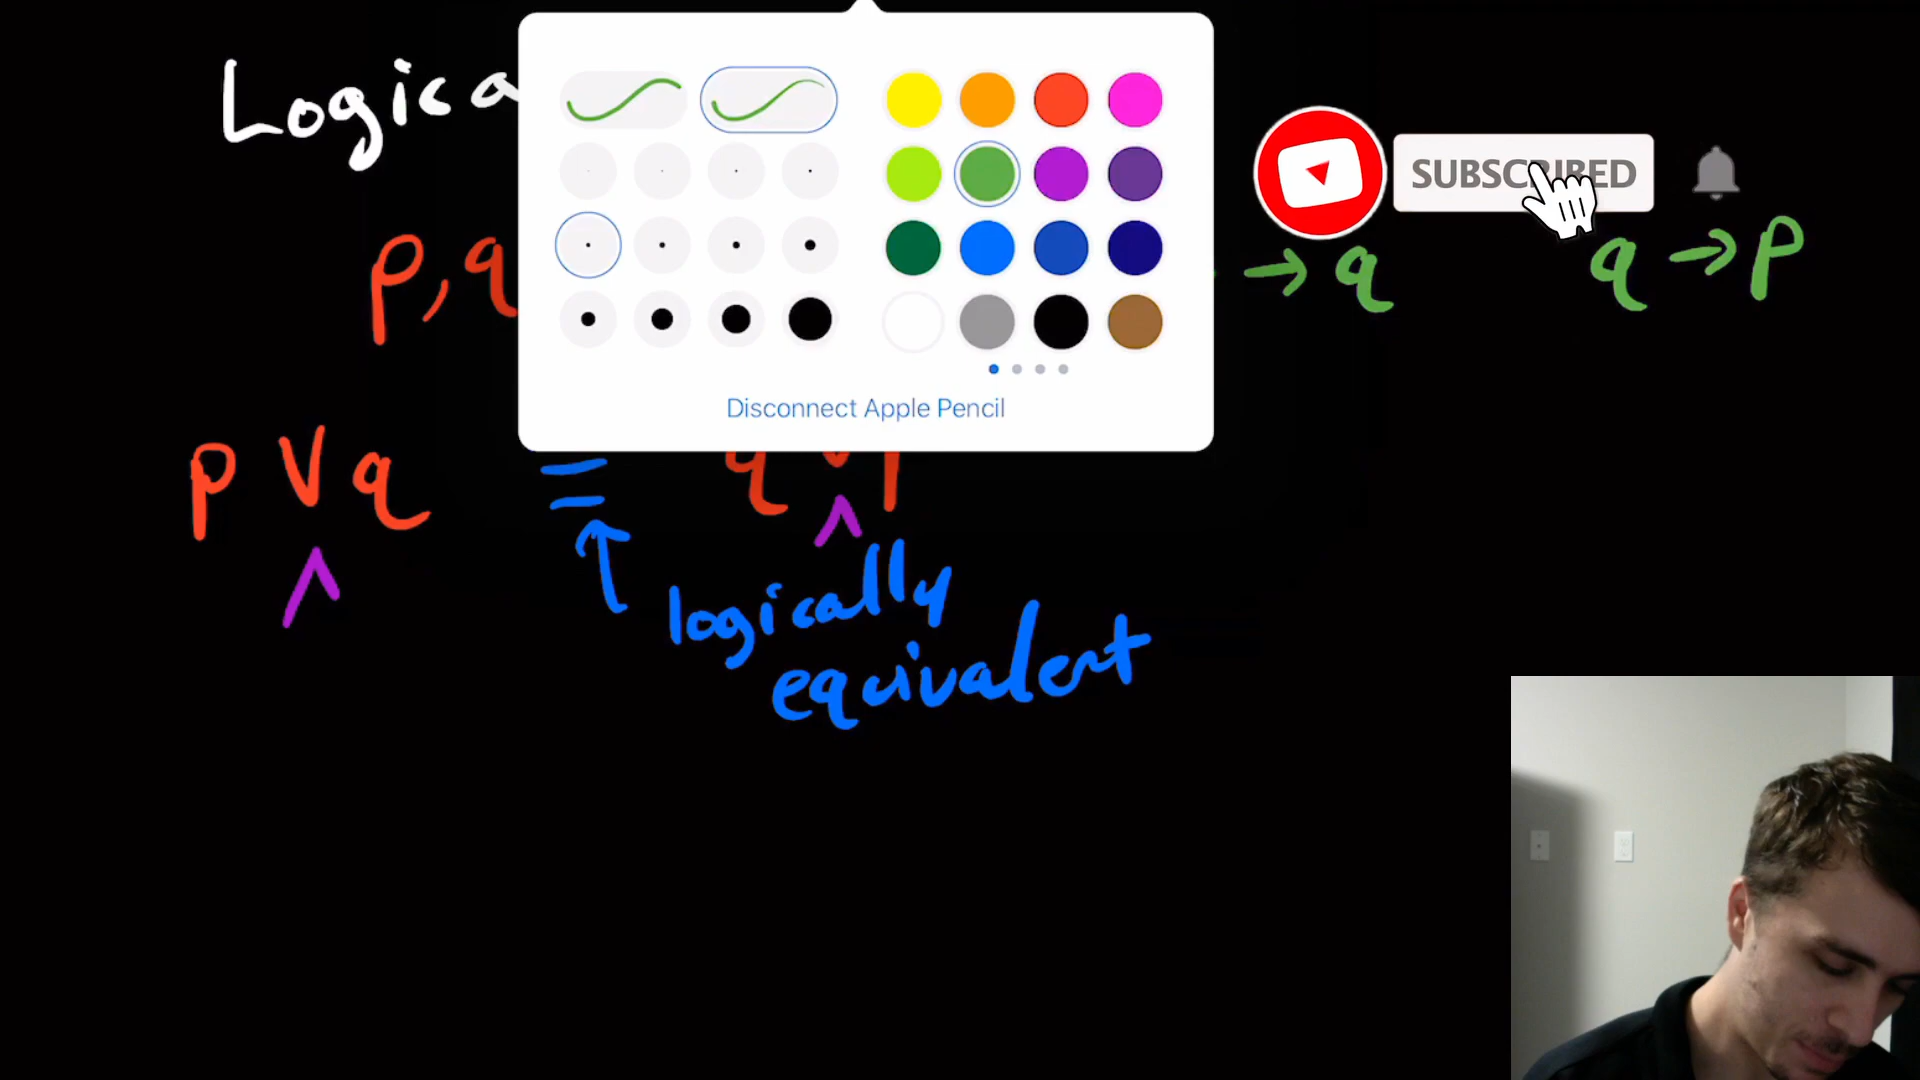 Logica
SUBSCRIBED
p, q
→ q
q → p
Disconnect Apple Pencil
p ∨ q = q ∨ p
∧ ∧
↑
logically
equivalent